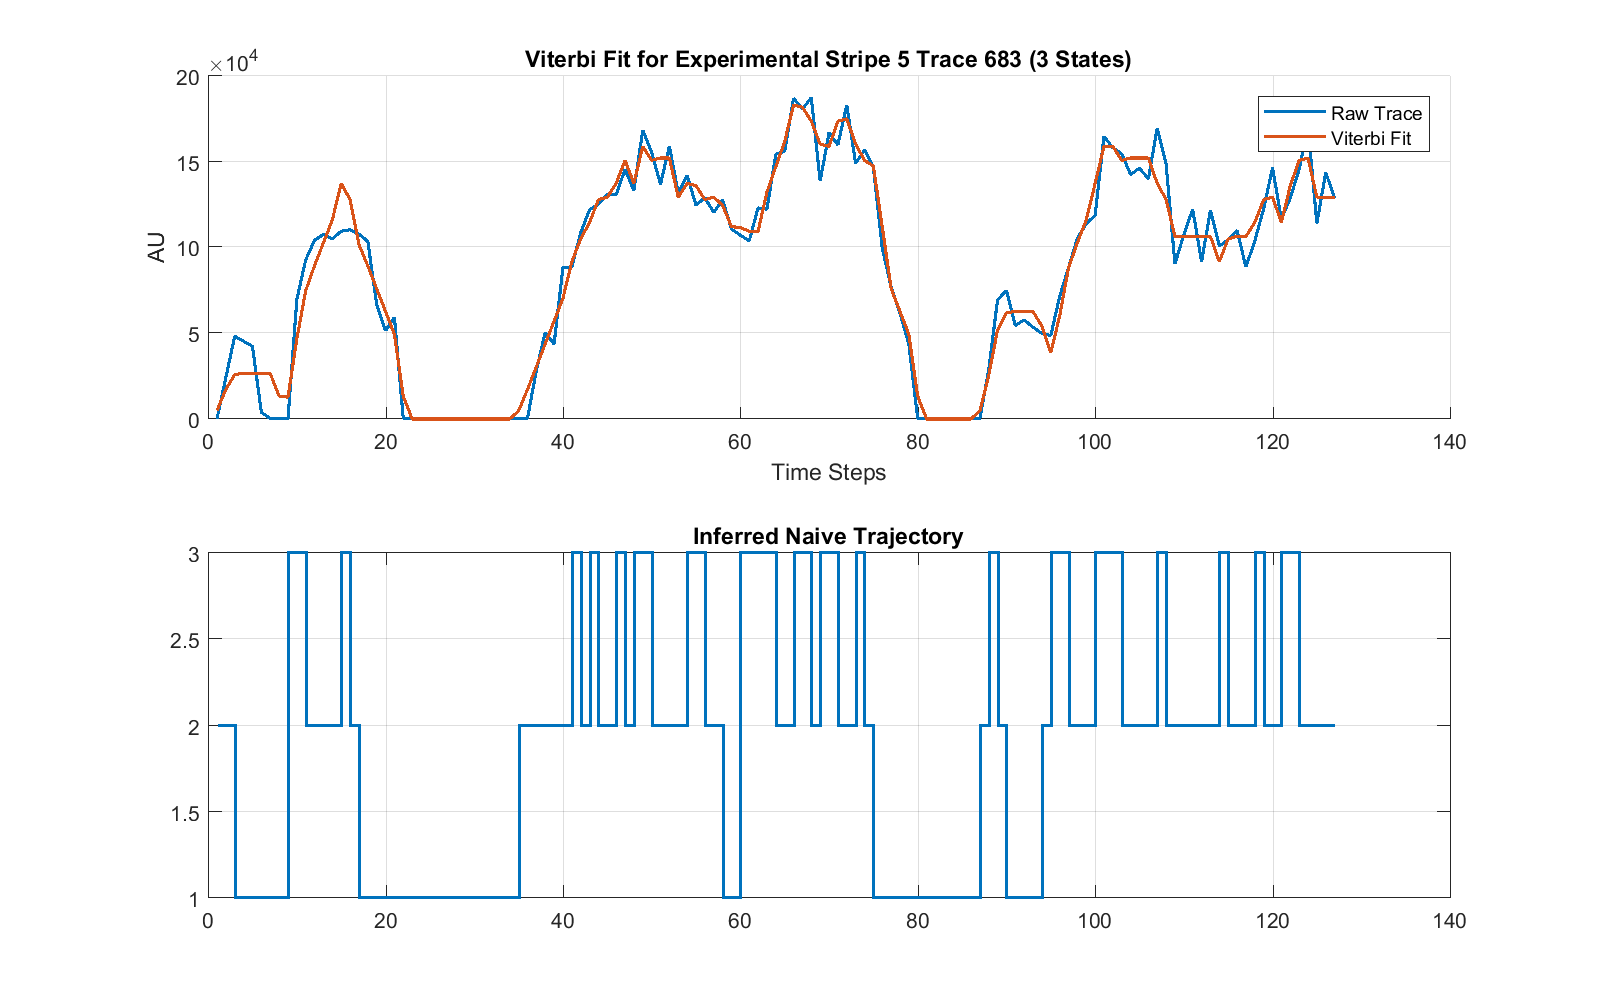 Viterbi Fit for Experimental Stripe 5 Trace 683 (3 States)
×10⁴
20
15
10
5
0
AU
Raw Trace
Viterbi Fit
0 20 40 60 80 100 120 140
Time Steps
Inferred Naive Trajectory
3
2.5
2
1.5
1
0 20 40 60 80 100 120 140